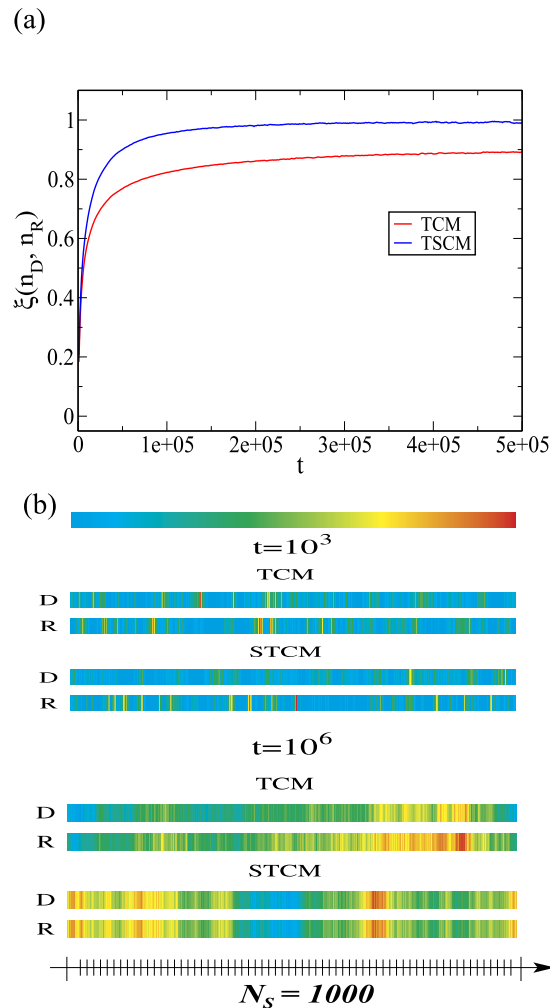 (a)
1
0.8
0.6
0.4
0.2
0
ξ(n_D, n_R)
TCM
TSCM
0 1e+05 2e+05 3e+05 4e+05 5e+05
t
(b)
t=10³
TCM
D
R
STCM
D
R
t=10⁶
TCM
D
R
STCM
D
R
N_S = 1000